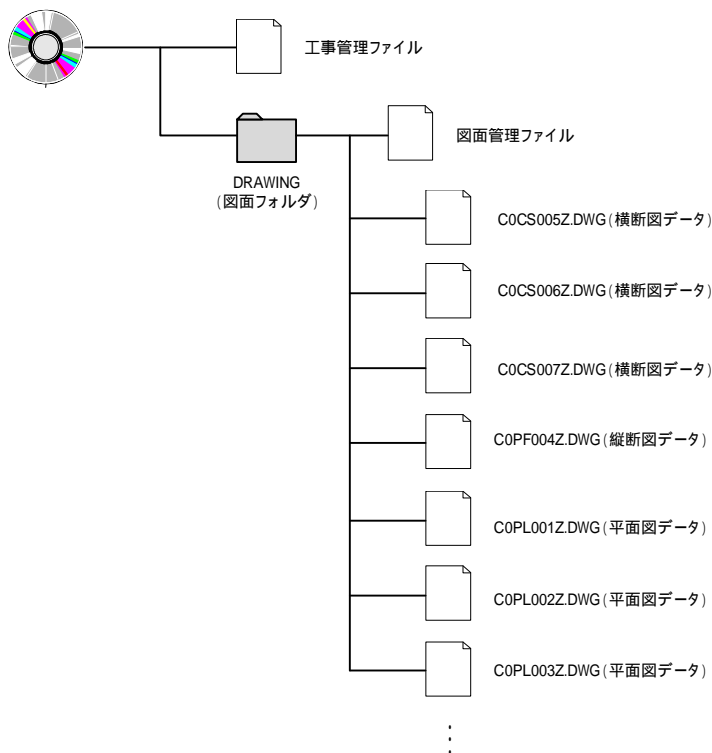 工事管理ファイル
図面管理ファイル
DRAWING
(図面フォルダ)
C0CS005Z.DWG(横断図データ)
C0CS006Z.DWG(横断図データ)
C0CS007Z.DWG(横断図データ)
C0PF004Z.DWG(縦断図データ)
C0PL001Z.DWG(平面図データ)
C0PL002Z.DWG(平面図データ)
C0PL003Z.DWG(平面図データ)